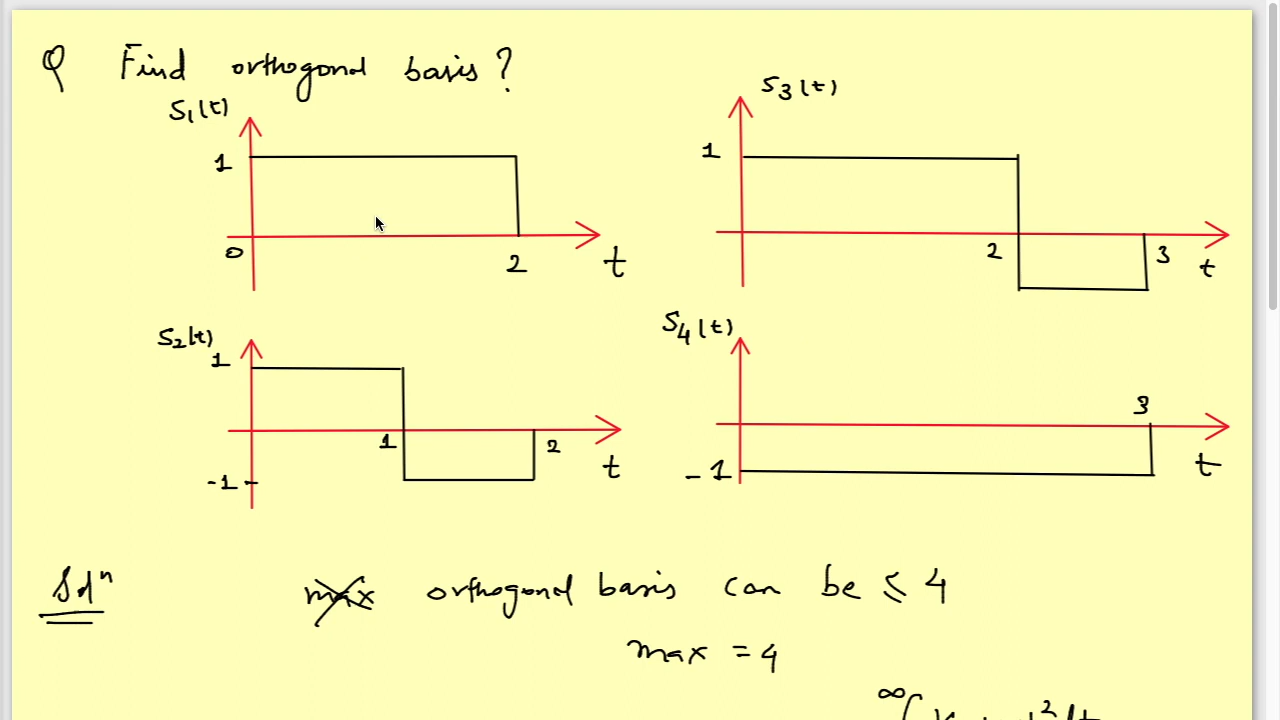 Q Find orthogonal basis ?
S1(t)
1
0
2
t
S3(t)
1
2
3
t
S2(t)
1
-1
1
2
t
S4(t)
3
-1
t
Solⁿ
max orthogonal basis can be ≤ 4
max = 4
∞